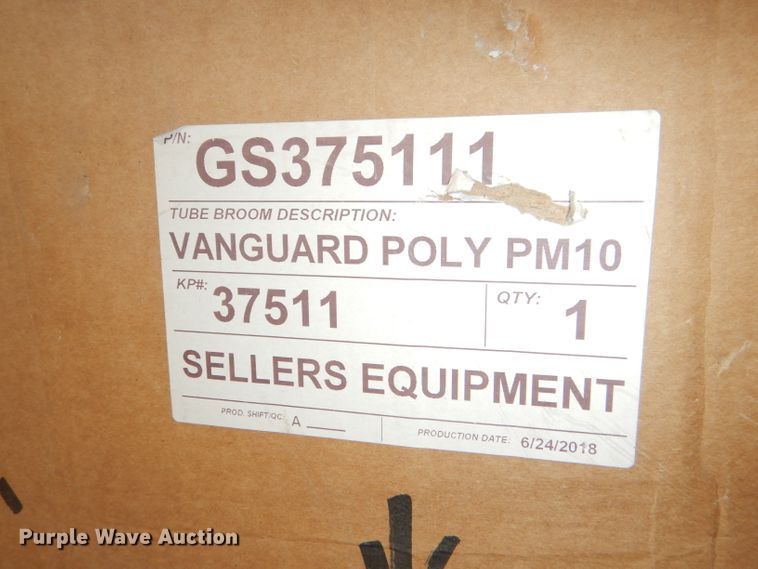 P/N: GS375111
TUBE BROOM DESCRIPTION:
VANGUARD POLY PM10
KP#: 37511 QTY: 1
SELLERS EQUIPMENT
PROD. SHIFT/QC: A
PRODUCTION DATE: 6/24/2018
Purple Wave Auction